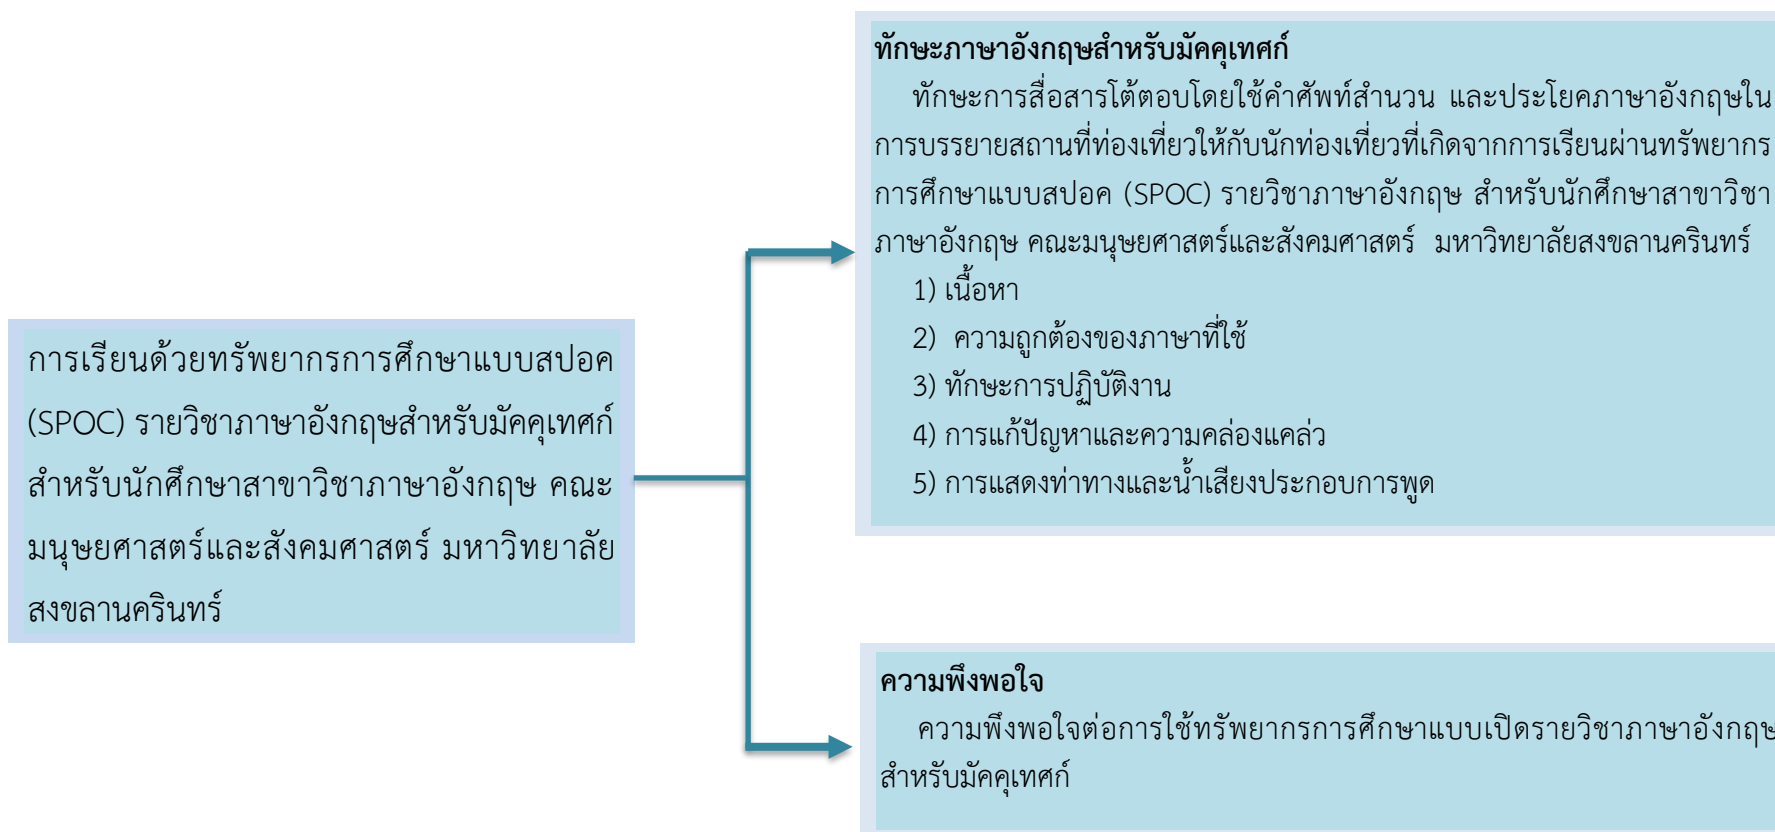 การเรียนด้วยทรัพยากรการศึกษาแบบสปอค
(SPOC) รายวิชาภาษาอังกฤษสำหรับมัคคุเทศก์
สำหรับนักศึกษาสาขาวิชาภาษาอังกฤษ คณะ
มนุษยศาสตร์และสังคมศาสตร์ มหาวิทยาลัย
สงขลานครินทร์
ทักษะภาษาอังกฤษสำหรับมัคคุเทศก์
ทักษะการสื่อสารโต้ตอบโดยใช้คำศัพท์สำนวน และประโยคภาษาอังกฤษใน
การบรรยายสถานที่ท่องเที่ยวให้กับนักท่องเที่ยวที่เกิดจากการเรียนผ่านทรัพยากร
การศึกษาแบบสปอค (SPOC) รายวิชาภาษาอังกฤษ สำหรับนักศึกษาสาขาวิชา
ภาษาอังกฤษ คณะมนุษยศาสตร์และสังคมศาสตร์ มหาวิทยาลัยสงขลานครินทร์
1) เนื้อหา
2) ความถูกต้องของภาษาที่ใช้
3) ทักษะการปฏิบัติงาน
4) การแก้ปัญหาและความคล่องแคล่ว
5) การแสดงท่าทางและน้ำเสียงประกอบการพูด
ความพึงพอใจ
ความพึงพอใจต่อการใช้ทรัพยากรการศึกษาแบบเปิดรายวิชาภาษาอังกฤษ
สำหรับมัคคุเทศก์